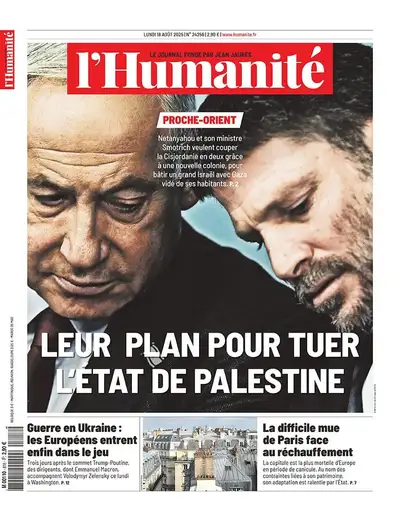 LUNDI 18 AOÛT 2025 | N° 24256 | 2,90 € | www.humanite.fr
LE JOURNAL FONDÉ PAR JEAN JAURÈS
l'Humanité
PROCHE-ORIENT
Netanyahou et son ministre
Smotrich veulent couper
la Cisjordanie en deux grâce
à une nouvelle colonie, pour
bâtir un grand Israël avec Gaza
vidé de ses habitants. P. 2
LEUR PLAN POUR TUER
L'ÉTAT DE PALESTINE
Guerre en Ukraine :
les Européens entrent
enfin dans le jeu
Trois jours après le sommet Trump-Poutine,
des dirigeants, dont Emmanuel Macron,
accompagnent Volodymyr Zelensky ce lundi
à Washington. P. 12
La difficile mue
de Paris face
au réchauffement
La capitale est la plus mortelle d'Europe
en période de canicule. Au mur des
contraintes liées à son patrimoine,
son adaptation est ralentie par l'État. P. 7